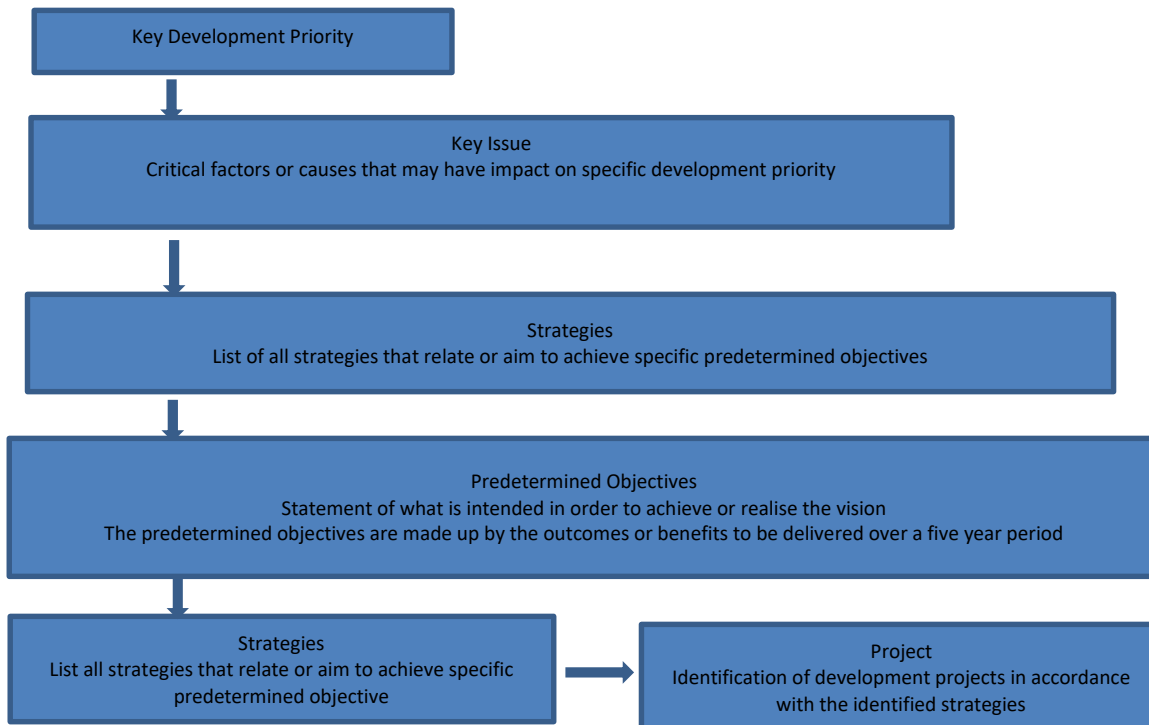 Key Development Priority
Key Issue
Critical factors or causes that may have impact on specific development priority
Strategies
List of all strategies that relate or aim to achieve specific predetermined objectives
Predetermined Objectives
Statement of what is intended in order to achieve or realise the vision
The predetermined objectives are made up by the outcomes or benefits to be delivered over a five year period
Strategies
List all strategies that relate or aim to achieve specific
predetermined objective
Project
Identification of development projects in accordance
with the identified strategies